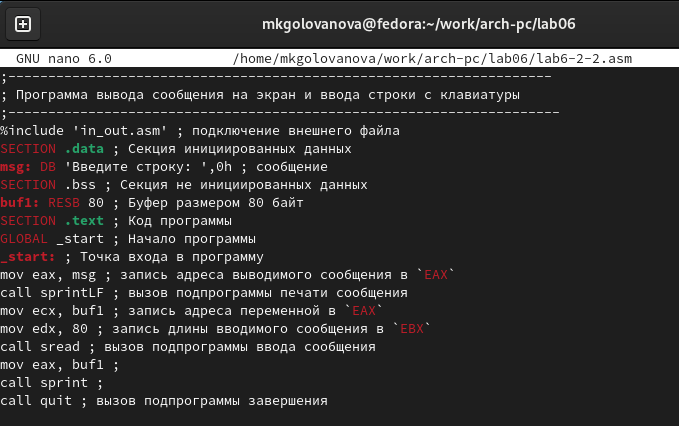 mkgolovanova@fedora:~/work/arch-pc/lab06
GNU nano 6.0 /home/mkgolovanova/work/arch-pc/lab06/lab6-2-2.asm
;--------------------------------------------------------------------
; Программа вывода сообщения на экран и ввода строки с клавиатуры
;---------------------------------------------------------------------
%include 'in_out.asm' ; подключение внешнего файла
SECTION .data ; Секция инициированных данных
msg: DB 'Введите строку: ',0h ; сообщение
SECTION .bss ; Секция не инициированных данных
buf1: RESB 80 ; Буфер размером 80 байт
SECTION .text ; Код программы
GLOBAL _start ; Начало программы
_start: ; Точка входа в программу
mov eax, msg ; запись адреса выводимого сообщения в `EAX`
call sprintLF ; вызов подпрограммы печати сообщения
mov ecx, buf1 ; запись адреса переменной в `EAX`
mov edx, 80 ; запись длины вводимого сообщения в `EBX`
call sread ; вызов подпрограммы ввода сообщения
mov eax, buf1 ;
call sprint ;
call quit ; вызов подпрограммы завершения